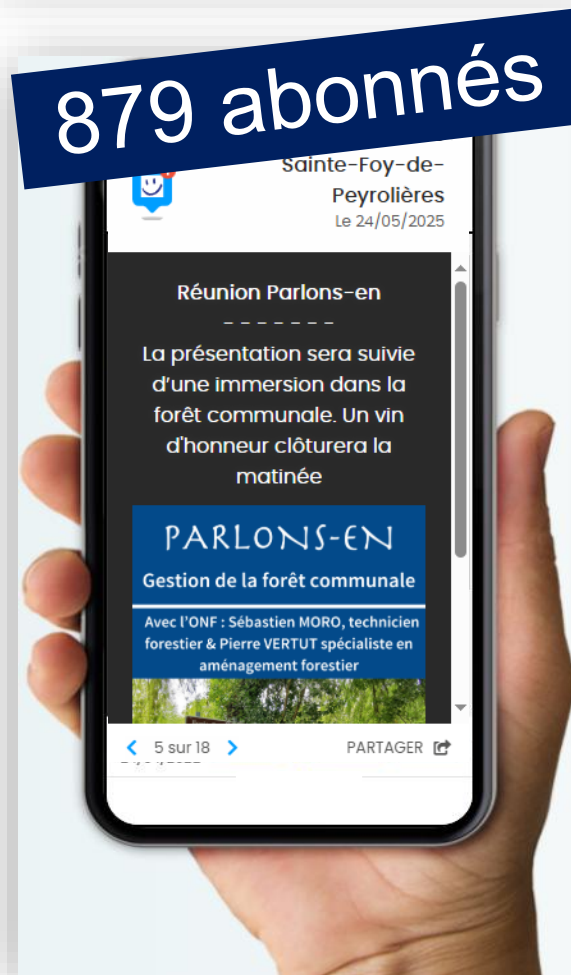 879 abonnés
Sainte-Foy-de-
Peyrolières
Le 24/05/2025
Réunion Parlons-en
- - - - - - -
La présentation sera suivie
d'une immersion dans la
forêt communale. Un vin
d'honneur clôturera la
matinée
PARLONS-EN
Gestion de la forêt communale
Avec l'ONF : Sébastien MORO, technicien
forestier & Pierre VERTUT spécialiste en
aménagement forestier
5 sur 18
PARTAGER